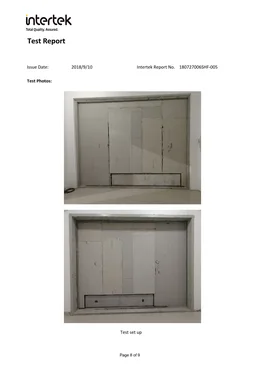 intertek
Total Quality. Assured.
Test Report
Issue Date: 2018/9/10 Intertek Report No. 180727006SHF-005
Test Photos:
Test set up
Page 8 of 9